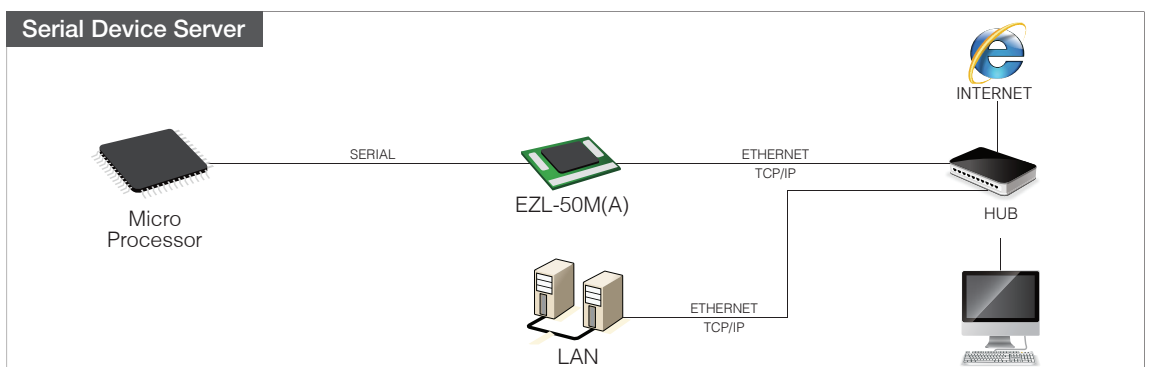 Serial Device Server
INTERNET
SERIAL
ETHERNET
TCP/IP
EZL-50M(A)
Micro
Processor
HUB
ETHERNET
TCP/IP
LAN